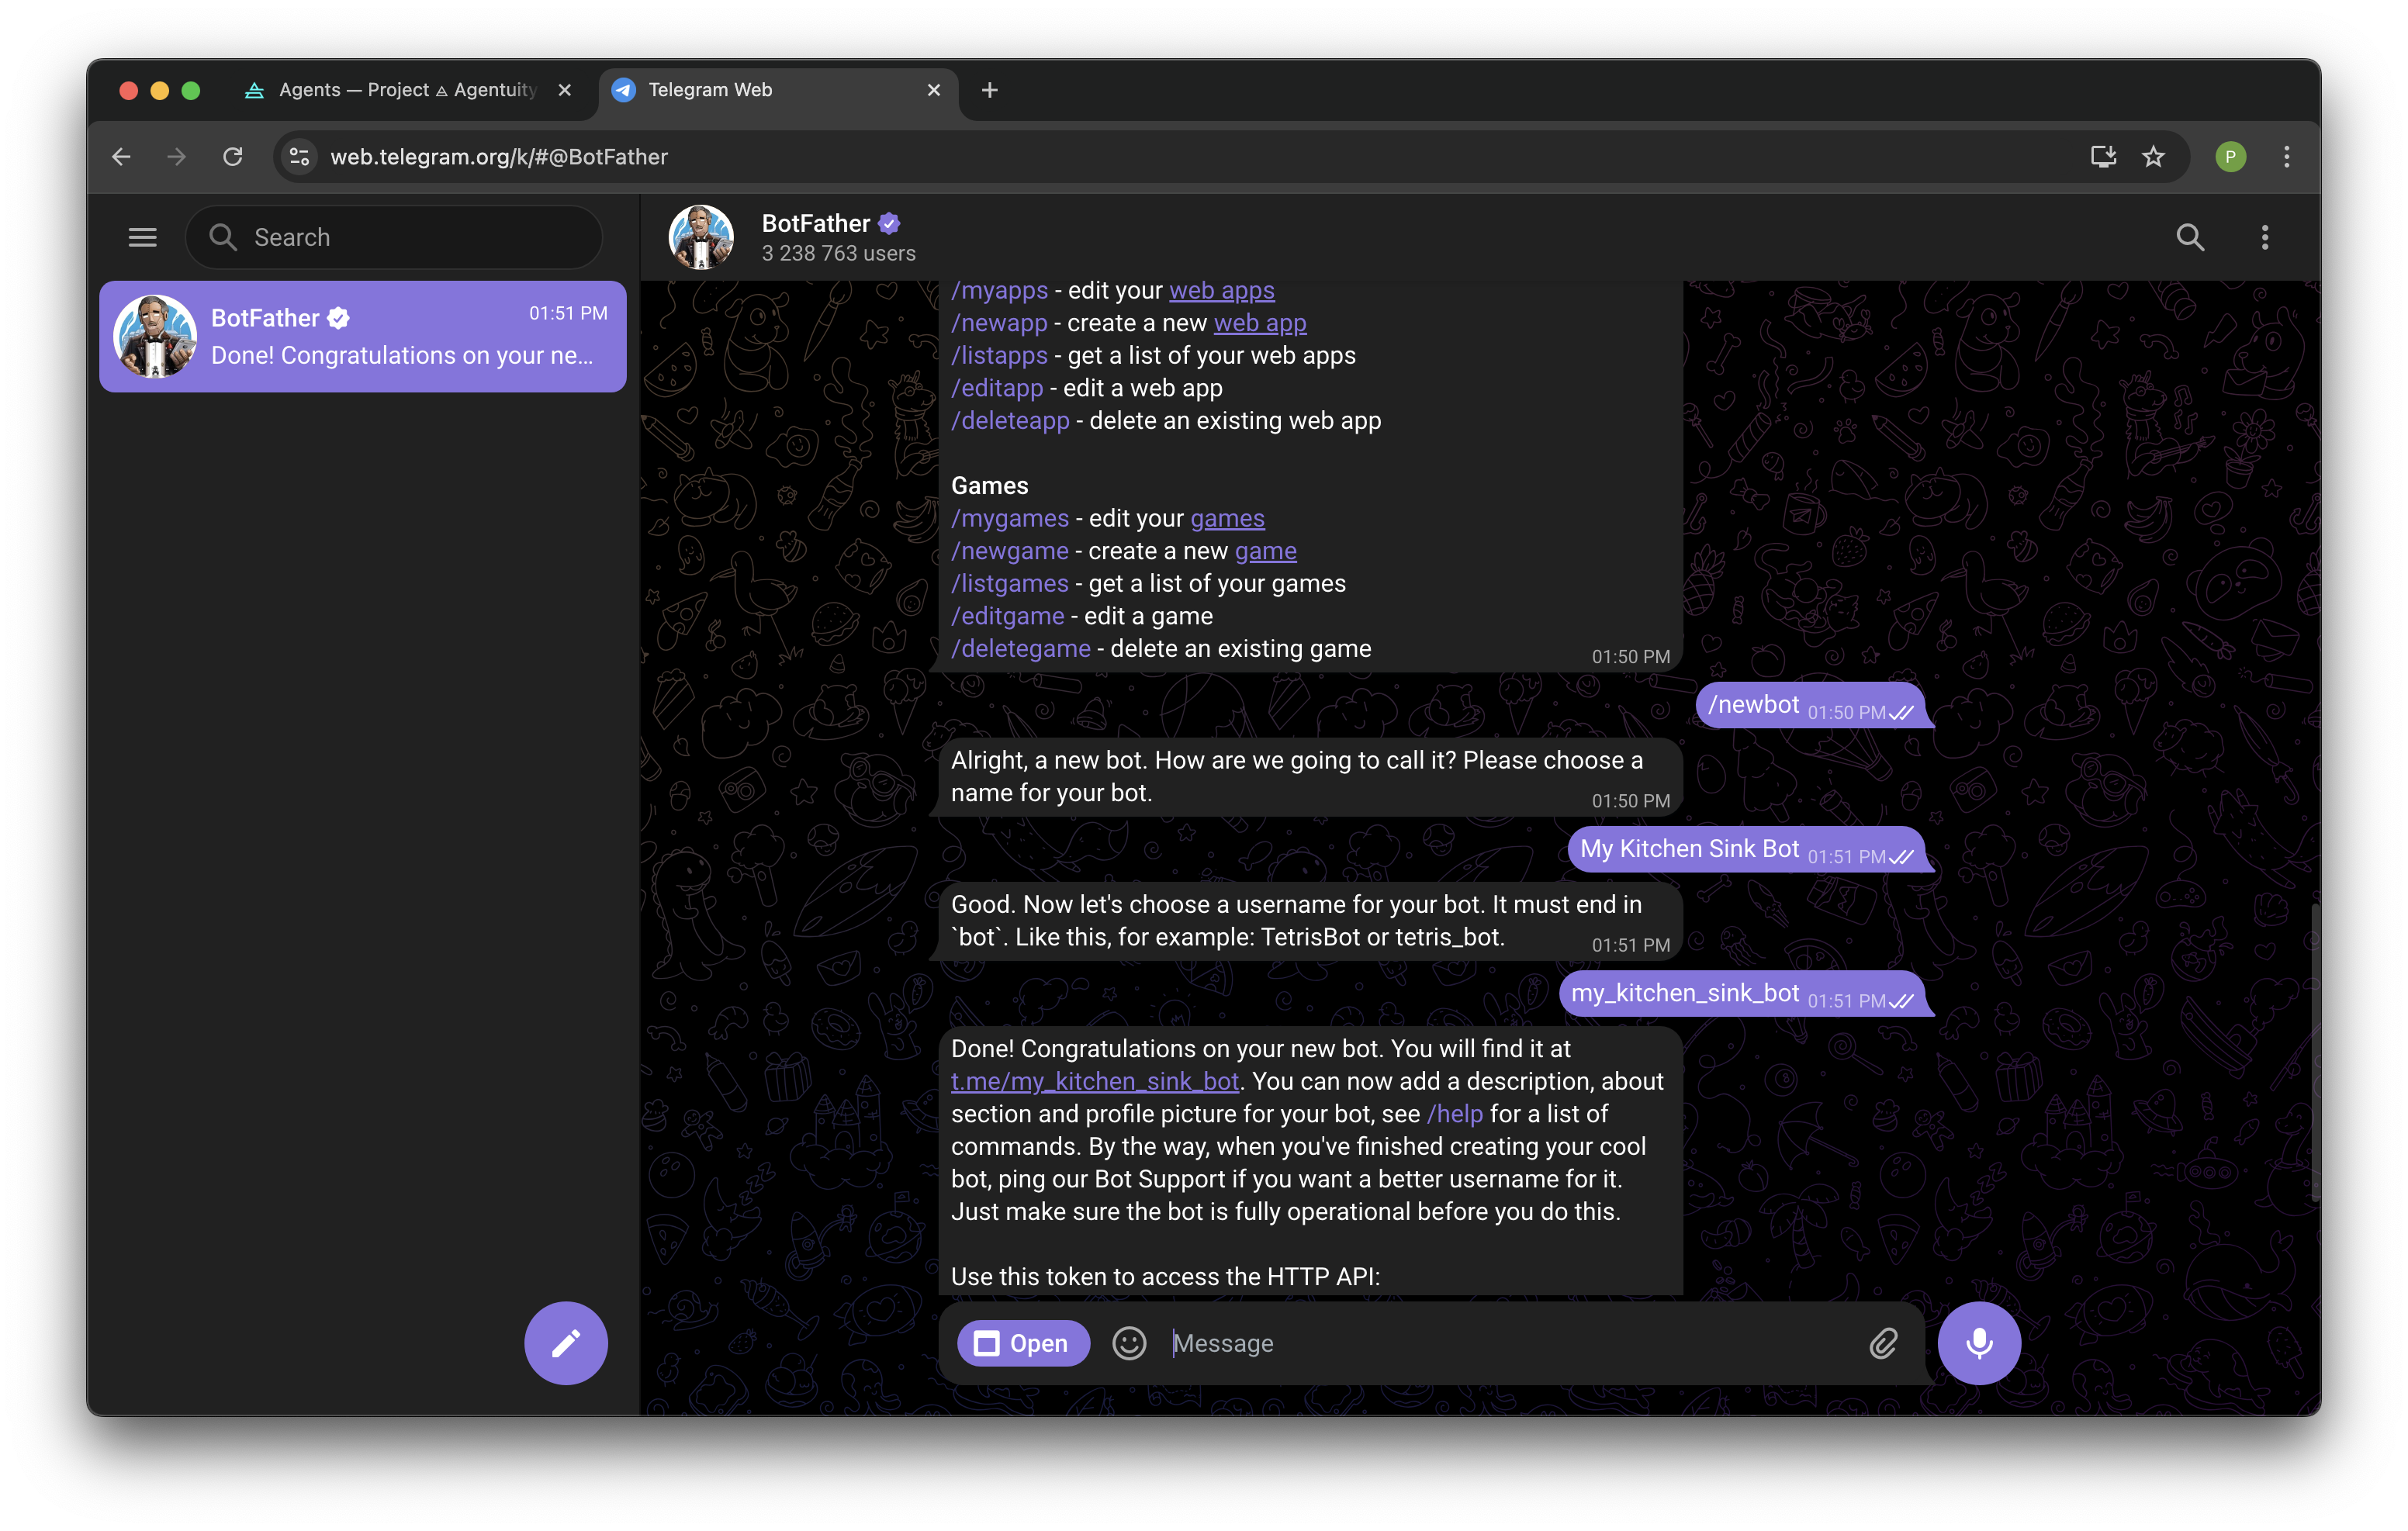 Agents — Project ◬ Agentuity
Telegram Web
web.telegram.org/k/#@BotFather
P
Search
BotFather
01:51 PM
Done! Congratulations on your ne...
BotFather
3 238 763 users
/myapps - edit your web apps
/newapp - create a new web app
/listapps - get a list of your web apps
/editapp - edit a web app
/deleteapp - delete an existing web app
Games
/mygames - edit your games
/newgame - create a new game
/listgames - get a list of your games
/editgame - edit a game
/deletegame - delete an existing game
01:50 PM
/newbot 01:50 PM
Alright, a new bot. How are we going to call it? Please choose a
name for your bot.
01:50 PM
My Kitchen Sink Bot 01:51 PM
Good. Now let's choose a username for your bot. It must end in
`bot`. Like this, for example: TetrisBot or tetris_bot.
01:51 PM
my_kitchen_sink_bot 01:51 PM
Done! Congratulations on your new bot. You will find it at
t.me/my_kitchen_sink_bot. You can now add a description, about
section and profile picture for your bot, see /help for a list of
commands. By the way, when you've finished creating your cool
bot, ping our Bot Support if you want a better username for it.
Just make sure the bot is fully operational before you do this.
Use this token to access the HTTP API:
Open
Message